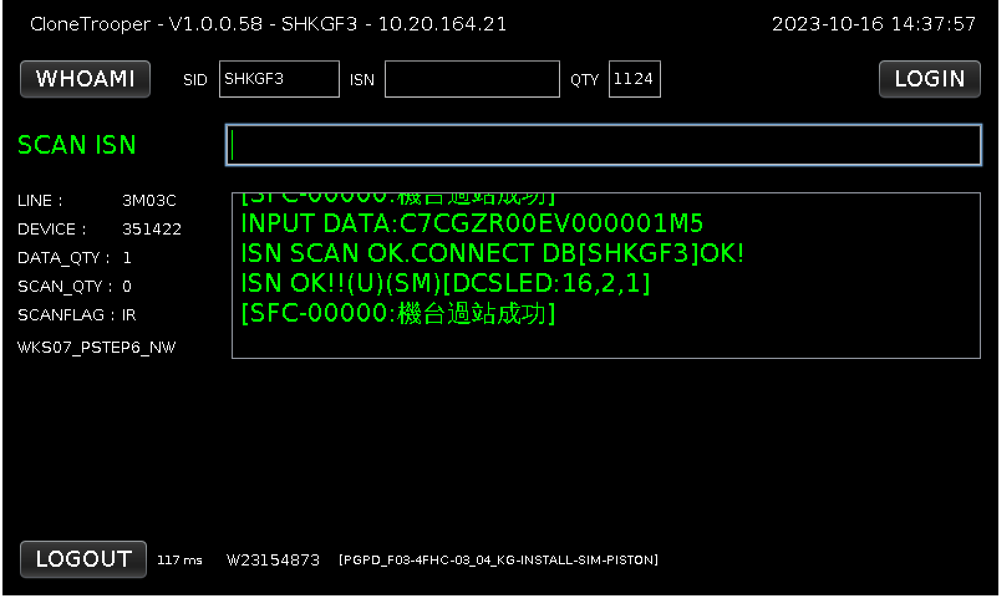 CloneTrooper - V1.0.0.58 - SHKGF3 - 10.20.164.21
2023-10-16 14:37:57
WHOAMI
SID SHKGF3
ISN
QTY 1124
LOGIN
SCAN ISN
LINE : 3M03C
DEVICE : 351422
DATA_QTY : 1
SCAN_QTY : 0
SCANFLAG : IR
WKS07_PSTEP6_NW
[SFC-00000:機台過站成功]
INPUT DATA:C7CGZR00EV000001M5
ISN SCAN OK.CONNECT DB[SHKGF3]OK!
ISN OK!!(U)(SM)[DCSLED:16,2,1]
[SFC-00000:機台過站成功]
LOGOUT
117 ms
W23154873
[PGPD_F03-4FHC-03_04_KG-INSTALL-SIM-PISTON]